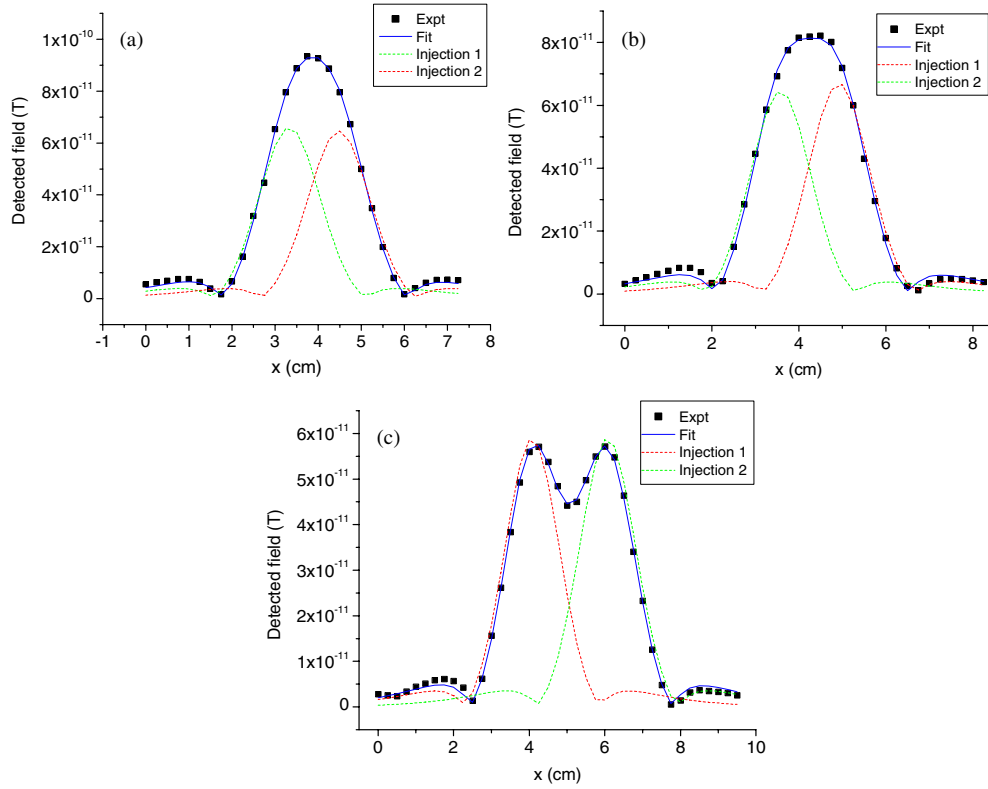 (a)
Expt
Fit
Injection 1
Injection 2
1x10⁻¹⁰
8x10⁻¹¹
6x10⁻¹¹
4x10⁻¹¹
2x10⁻¹¹
0
Detected field (T)
-1 0 1 2 3 4 5 6 7 8
x (cm)
(b)
Expt
Fit
Injection 1
Injection 2
8x10⁻¹¹
6x10⁻¹¹
4x10⁻¹¹
2x10⁻¹¹
0
Detected field (T)
0 2 4 6 8
x (cm)
(c)
Expt
Fit
Injection 1
Injection 2
6x10⁻¹¹
5x10⁻¹¹
4x10⁻¹¹
3x10⁻¹¹
2x10⁻¹¹
1x10⁻¹¹
0
Detected field (T)
0 2 4 6 8 10
x (cm)